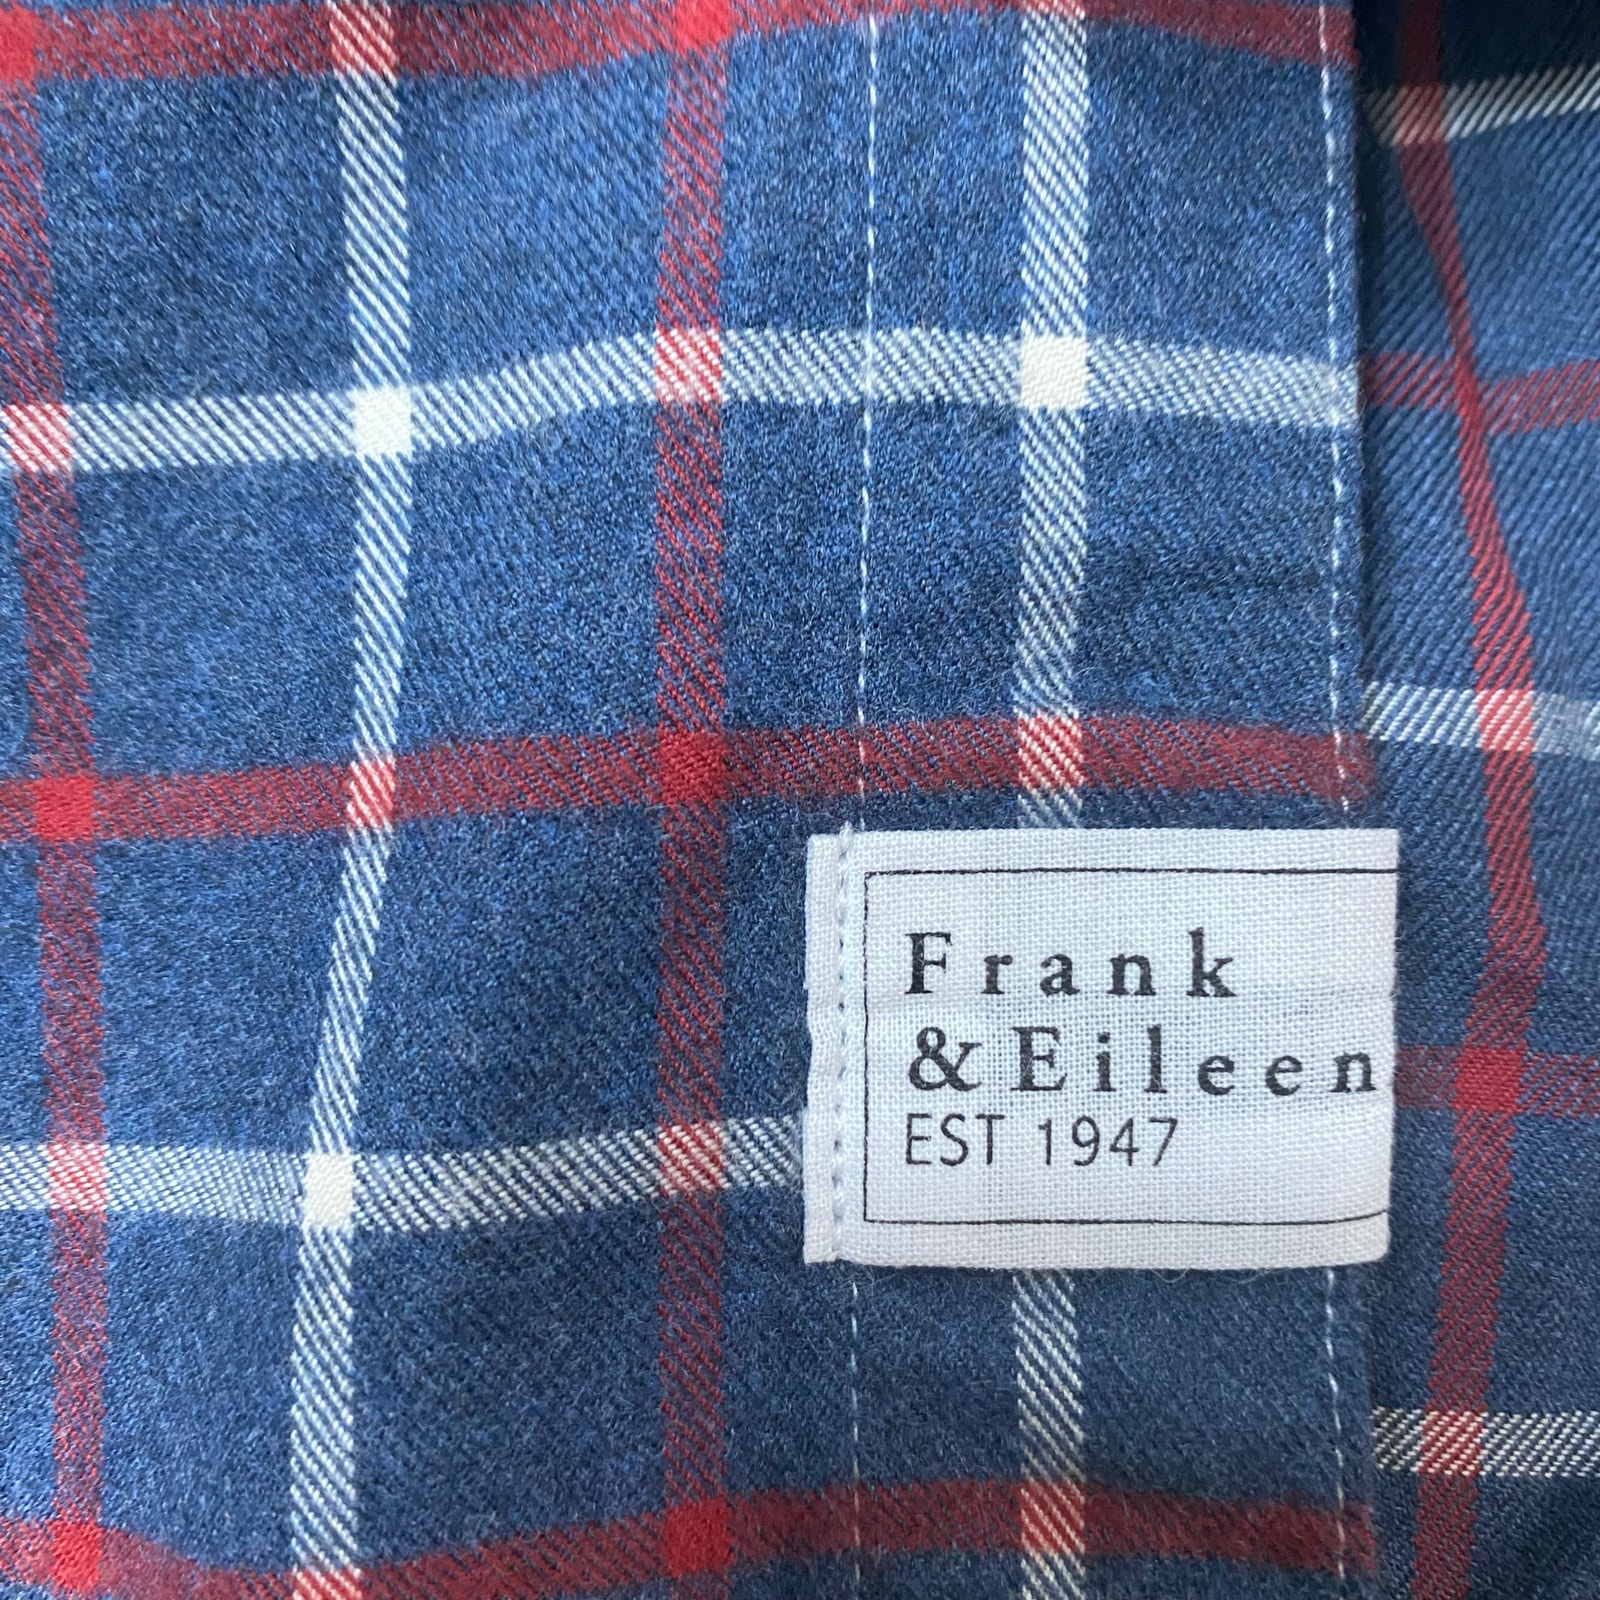 Frank
& Eileen
EST 1947